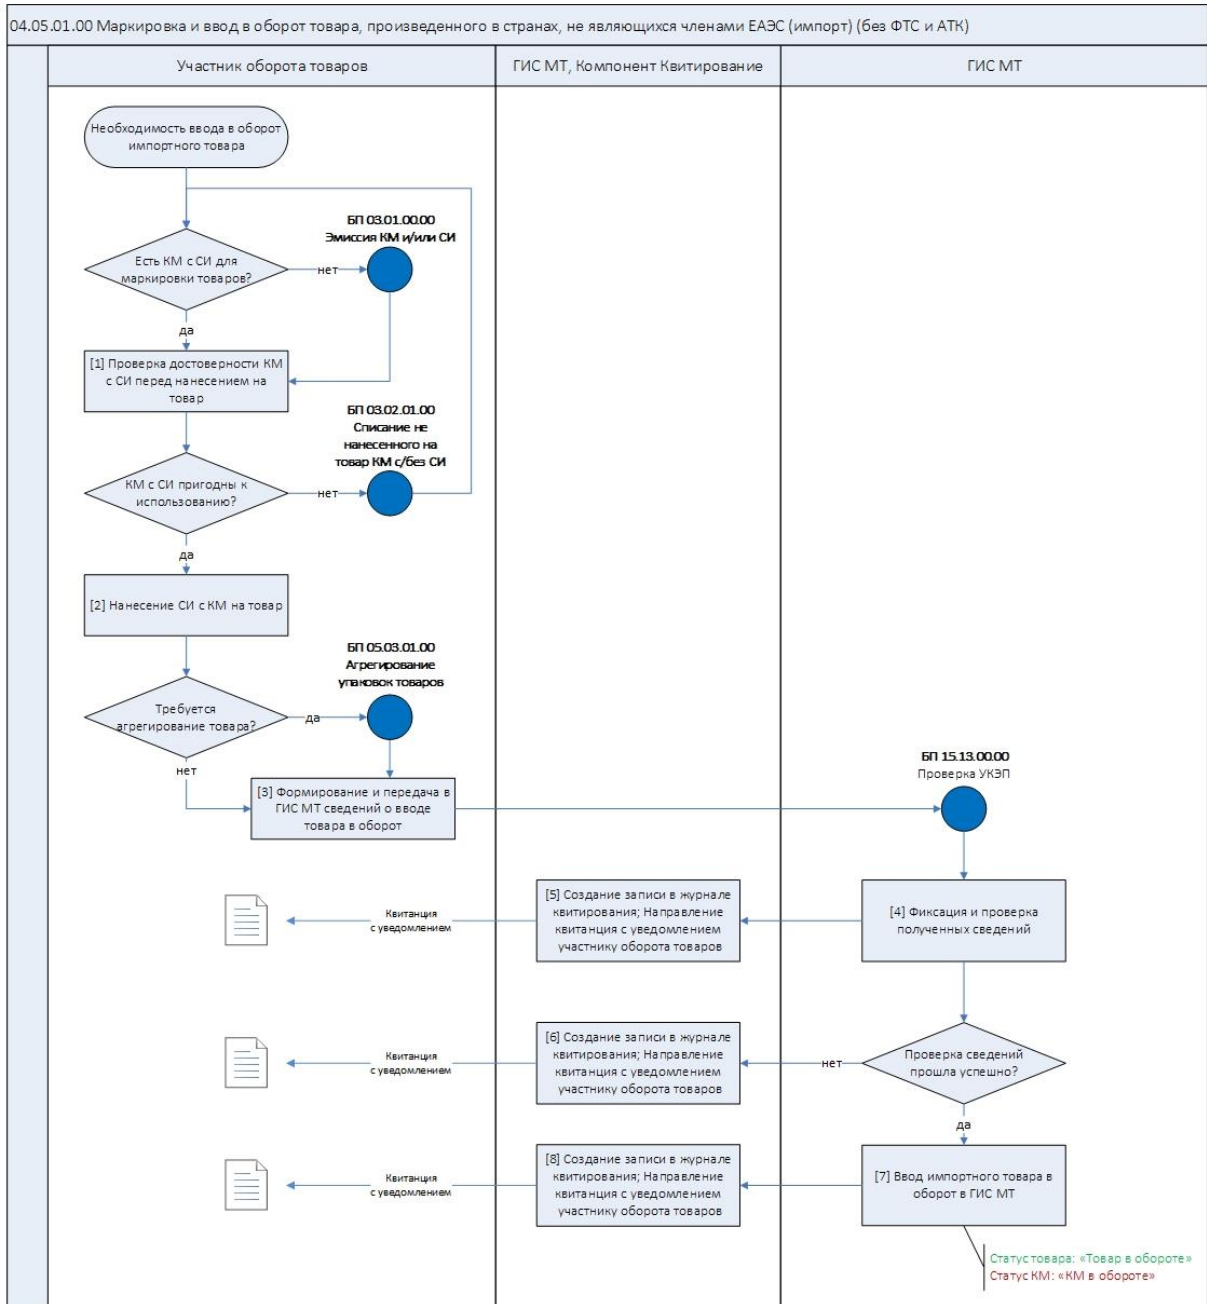 04.05.01.00 Маркировка и ввод в оборот товара, произведенного в странах, не являющихся членами ЕАЭС (импорт) (без ФТС и АТК)
Участник оборота товаров
ГИС МТ, Компонент Квитирование
ГИС МТ
Необходимость ввода в оборот
импортного товара
БП 03.01.00.00
Эмиссия КМ и/или СИ
Есть КМ с СИ для
маркировки товаров?
нет
да
[1] Проверка достоверности КМ
с СИ перед нанесением на
товар
БП 03.02.01.00
Списание не
нанесенного на
товар КМ с/без СИ
КМ с СИ пригодны к
использованию?
нет
да
[2] Нанесение СИ с КМ на товар
БП 05.03.01.00
Агрегирование
упаковок товаров
Требуется
агрегирование товара?
да
нет
[3] Формирование и передача в
ГИС МТ сведений о вводе
товара в оборот
БП 15.13.00.00
Проверка УКЭП
[4] Фиксация и проверка
полученных сведений
[5] Создание записи в журнале
квитирования; Направление
квитанция с уведомлением
участнику оборота товаров
Квитанция
с уведомлением
Проверка сведений
прошла успешно?
нет
[6] Создание записи в журнале
квитирования; Направление
квитанция с уведомлением
участнику оборота товаров
Квитанция
с уведомлением
да
[7] Ввод импортного товара в
оборот в ГИС МТ
[8] Создание записи в журнале
квитирования; Направление
квитанция с уведомлением
участнику оборота товаров
Квитанция
с уведомлением
Статус товара: «Товар в обороте»
Статус КМ: «КМ в обороте»